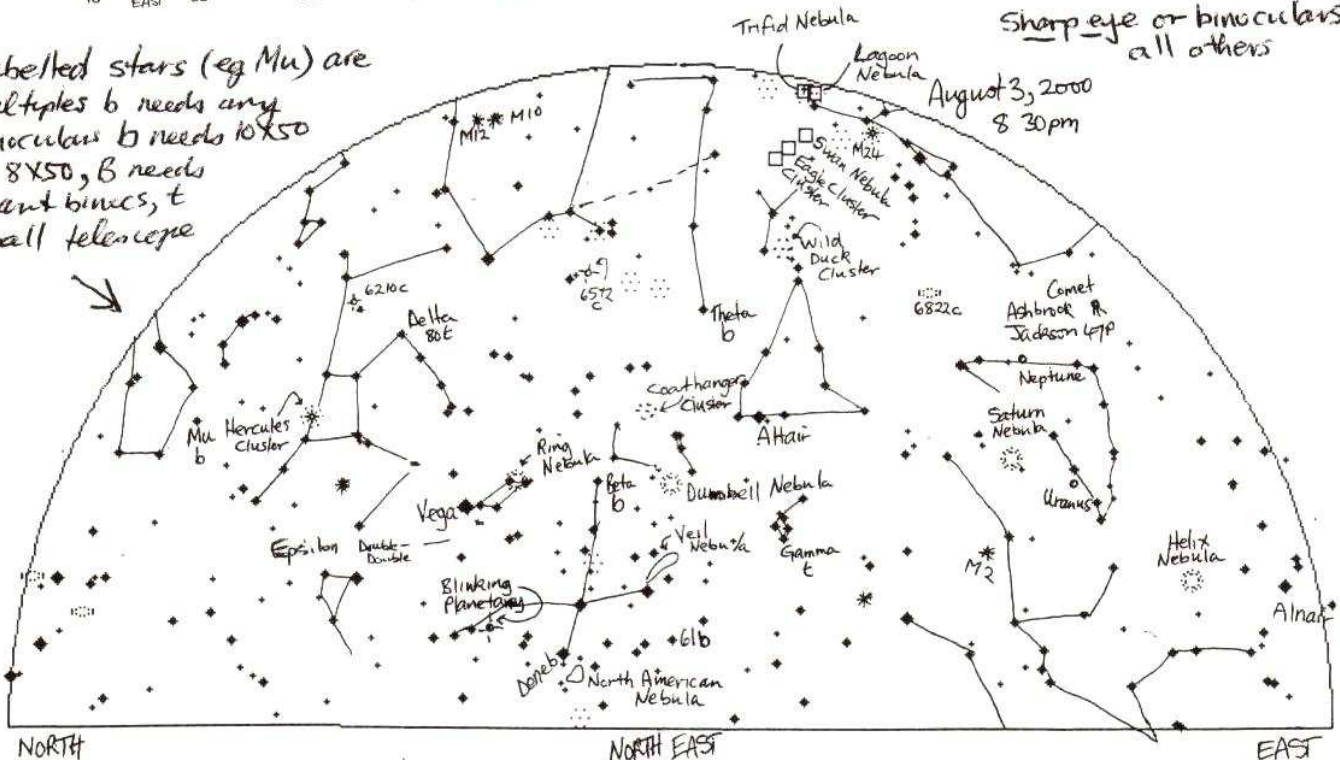 EAST
Sharp eye or binoculars
all others
August 3, 2000
8 30pm
belled stars (eg Mu) are
ltiples b needs any
noculars b needs 10X50
8X50, B needs
ant binocs, t
all telescope
Trifid Nebula
Lagoon
Nebula
M12
M10
M24
Swan Nebula
Eagle Cluster
Cluster
Wild
Duck
Cluster
6210c
6572
c
6822c
Comet
Ashbrook
Jackson 47P
Delta
80t
Theta
b
Neptune
Coathanger
Cluster
Saturn
Nebula
Mu
b
Hercules
Cluster
Altair
Ring
Nebula
Beta
b
Dumbell Nebula
Uranus
Vega
Veil
Nebula
Gamma
t
Epsilon
Double-
Double
M2
Helix
Nebula
Blinking
Planetary
Alnair
61b
Deneb
North American
Nebula
NORTH
NORTH EAST
EAST